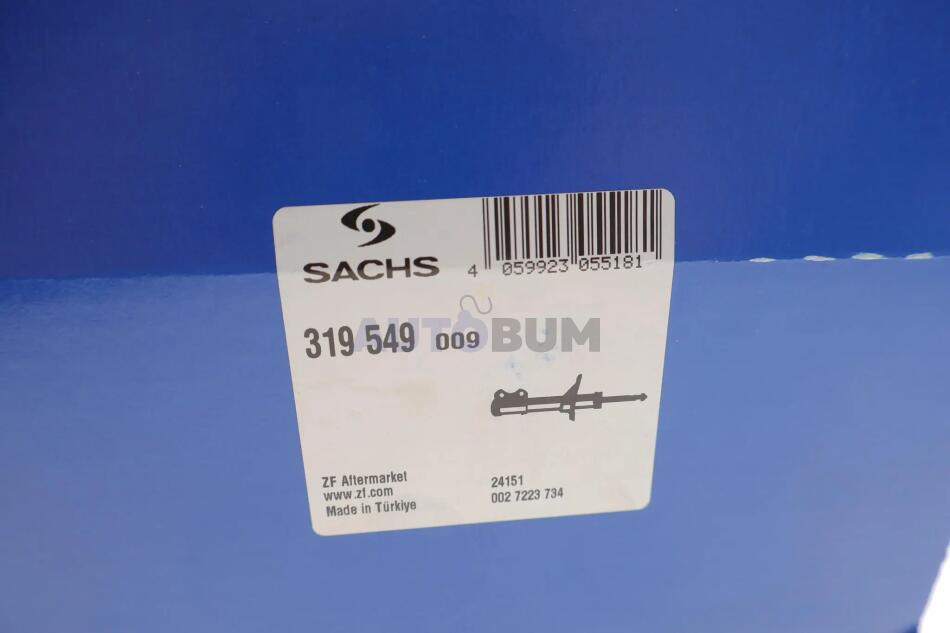 SACHS
4 059923 055181
AUTOBUM
319 549 009
ZF Aftermarket
www.zf.com
Made in Türkiye
24151
002 7223 734